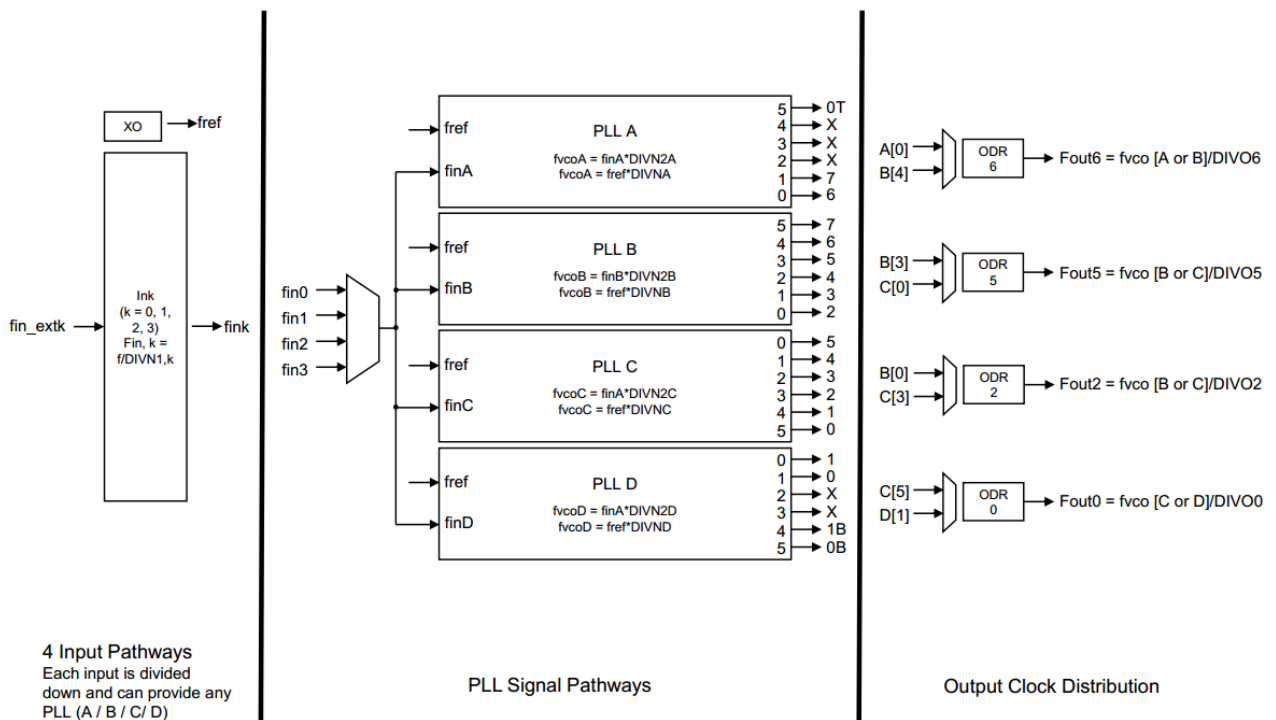 XO
fref
fin_extk
Ink
(k = 0, 1,
2, 3)
Fin, k =
f/DIVN1,k
fink
4 Input Pathways
Each input is divided
down and can provide any
PLL (A / B / C/ D)
fin0
fin1
fin2
fin3
fref
finA
PLL A
fvcoA = finA*DIVN2A
fvcoA = fref*DIVNA
5 0T
4 X
3 X
2 X
1 7
0 6
fref
finB
PLL B
fvcoB = finB*DIVN2B
fvcoB = fref*DIVNB
5 7
4 6
3 5
2 4
1 3
0 2
fref
finC
PLL C
fvcoC = finA*DIVN2C
fvcoC = fref*DIVNC
0 5
1 4
2 3
3 2
4 1
5 0
fref
finD
PLL D
fvcoD = finA*DIVN2D
fvcoD = fref*DIVND
0 1
1 0
2 X
3 X
4 1B
5 0B
PLL Signal Pathways
A[0]
B[4]
ODR
6
Fout6 = fvco [A or B]/DIVO6
B[3]
C[0]
ODR
5
Fout5 = fvco [B or C]/DIVO5
B[0]
C[3]
ODR
2
Fout2 = fvco [B or C]/DIVO2
C[5]
D[1]
ODR
0
Fout0 = fvco [C or D]/DIVO0
Output Clock Distribution